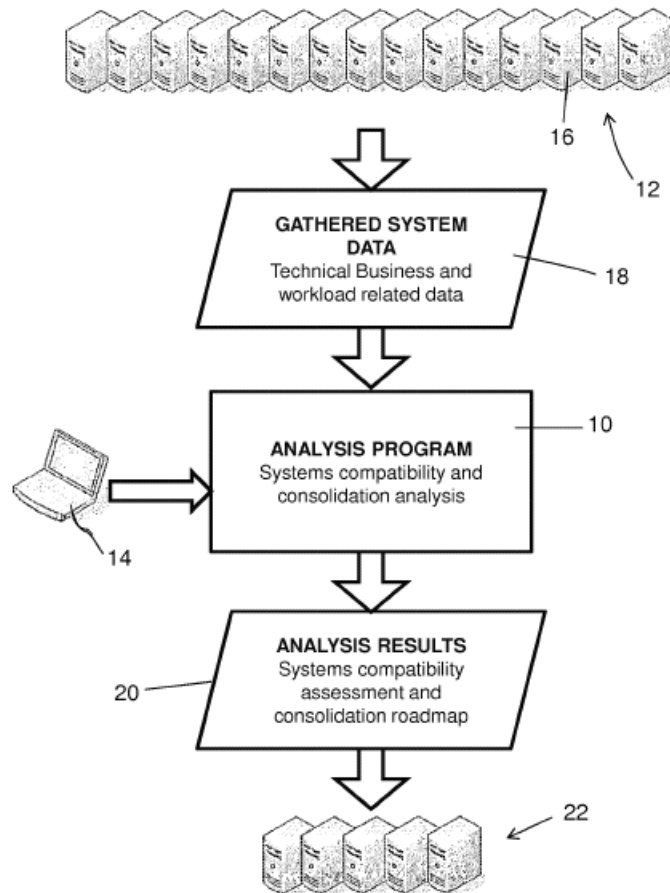 16
12
GATHERED SYSTEM
DATA
Technical Business and
workload related data
18
10
ANALYSIS PROGRAM
Systems compatibility and
consolidation analysis
14
ANALYSIS RESULTS
Systems compatibility
assessment and
consolidation roadmap
20
22